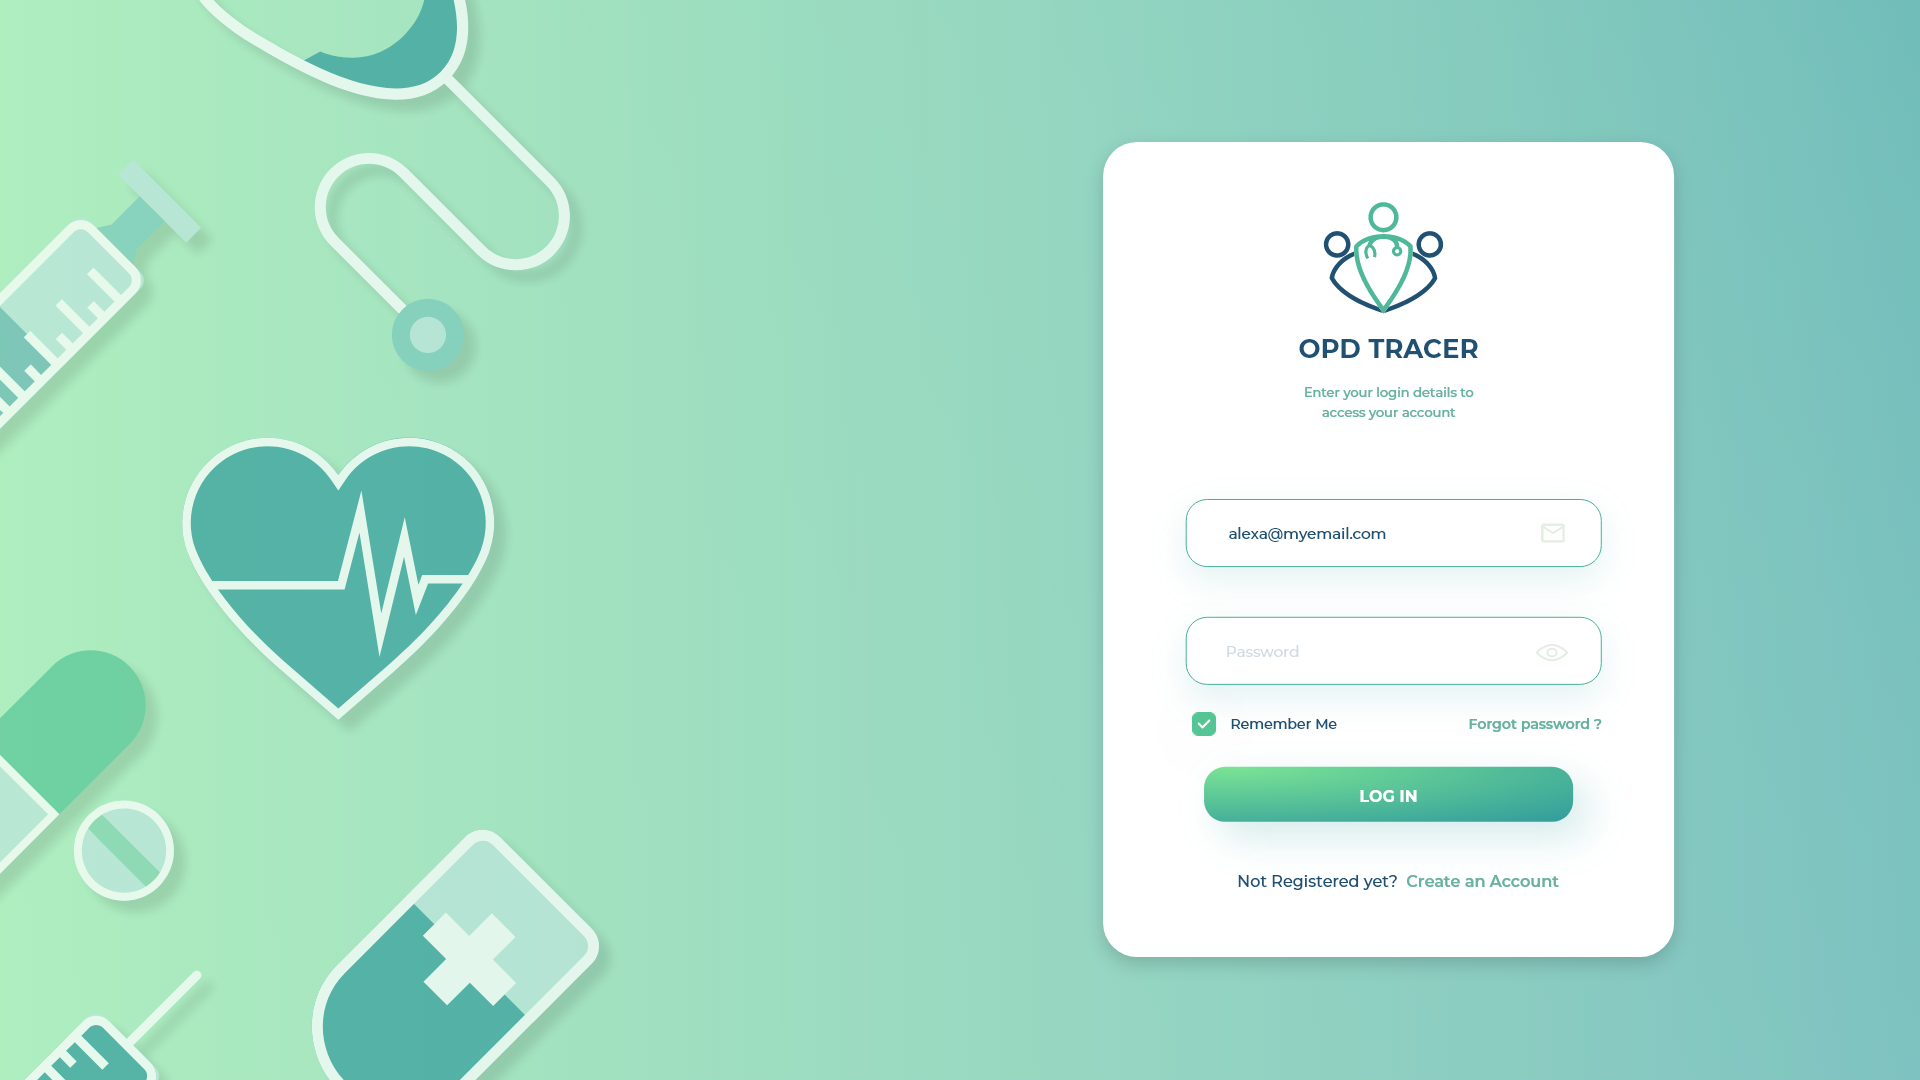 OPD TRACER
Enter your login details to
access your account
alexa@myemail.com
Password
Remember Me
Forgot password ?
LOG IN
Not Registered yet? Create an Account